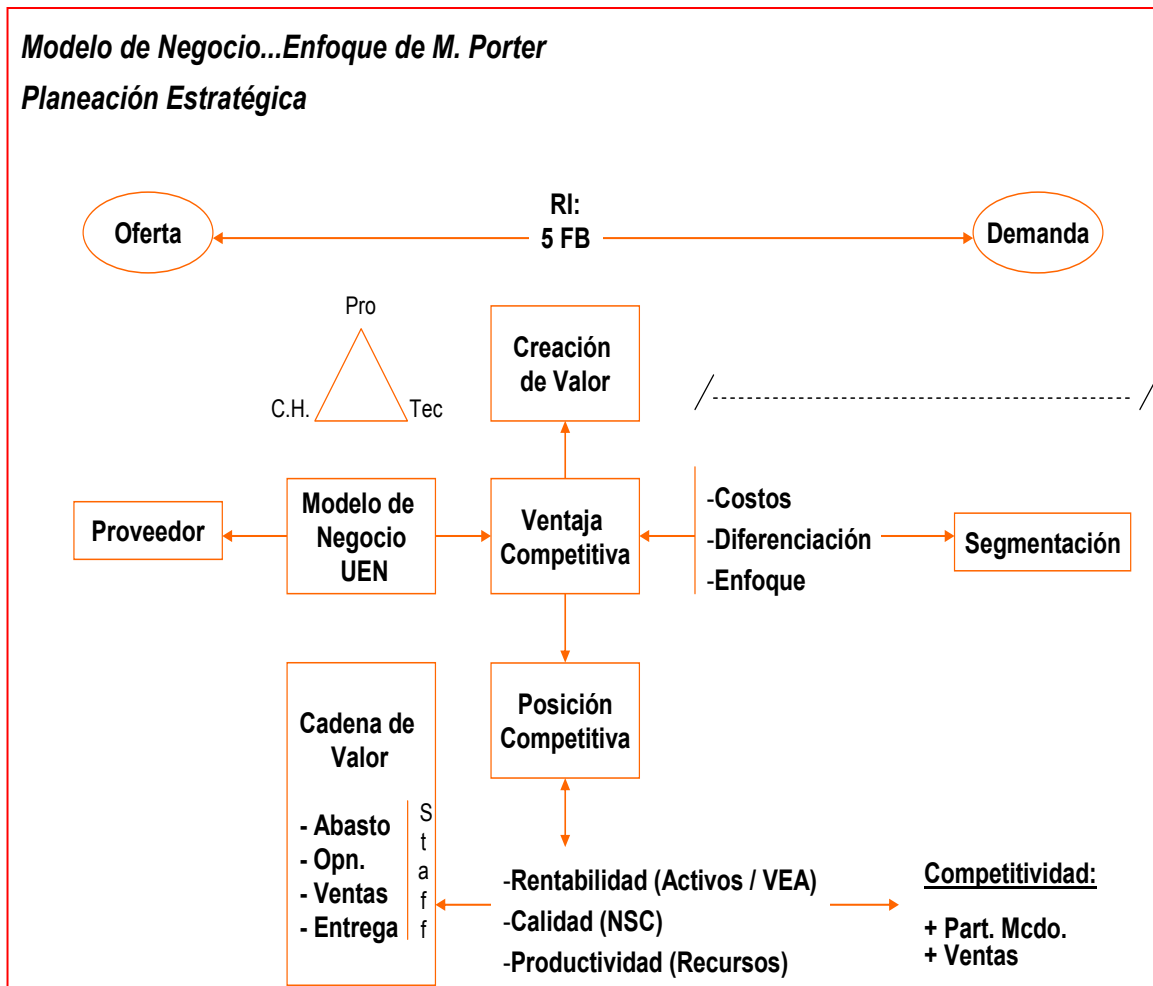 Modelo de Negocio...Enfoque de M. Porter
Planeación Estratégica
Oferta
RI:
5 FB
Demanda
Pro
C.H.
Tec
Creación
de Valor
Proveedor
Modelo de
Negocio
UEN
Ventaja
Competitiva
-Costos
-Diferenciación
-Enfoque
Segmentación
Cadena de
Valor
- Abasto
- Opn.
- Ventas
- Entrega
S
t
a
f
f
Posición
Competitiva
-Rentabilidad (Activos / VEA)
-Calidad (NSC)
-Productividad (Recursos)
Competitividad:
+ Part. Mcdo.
+ Ventas